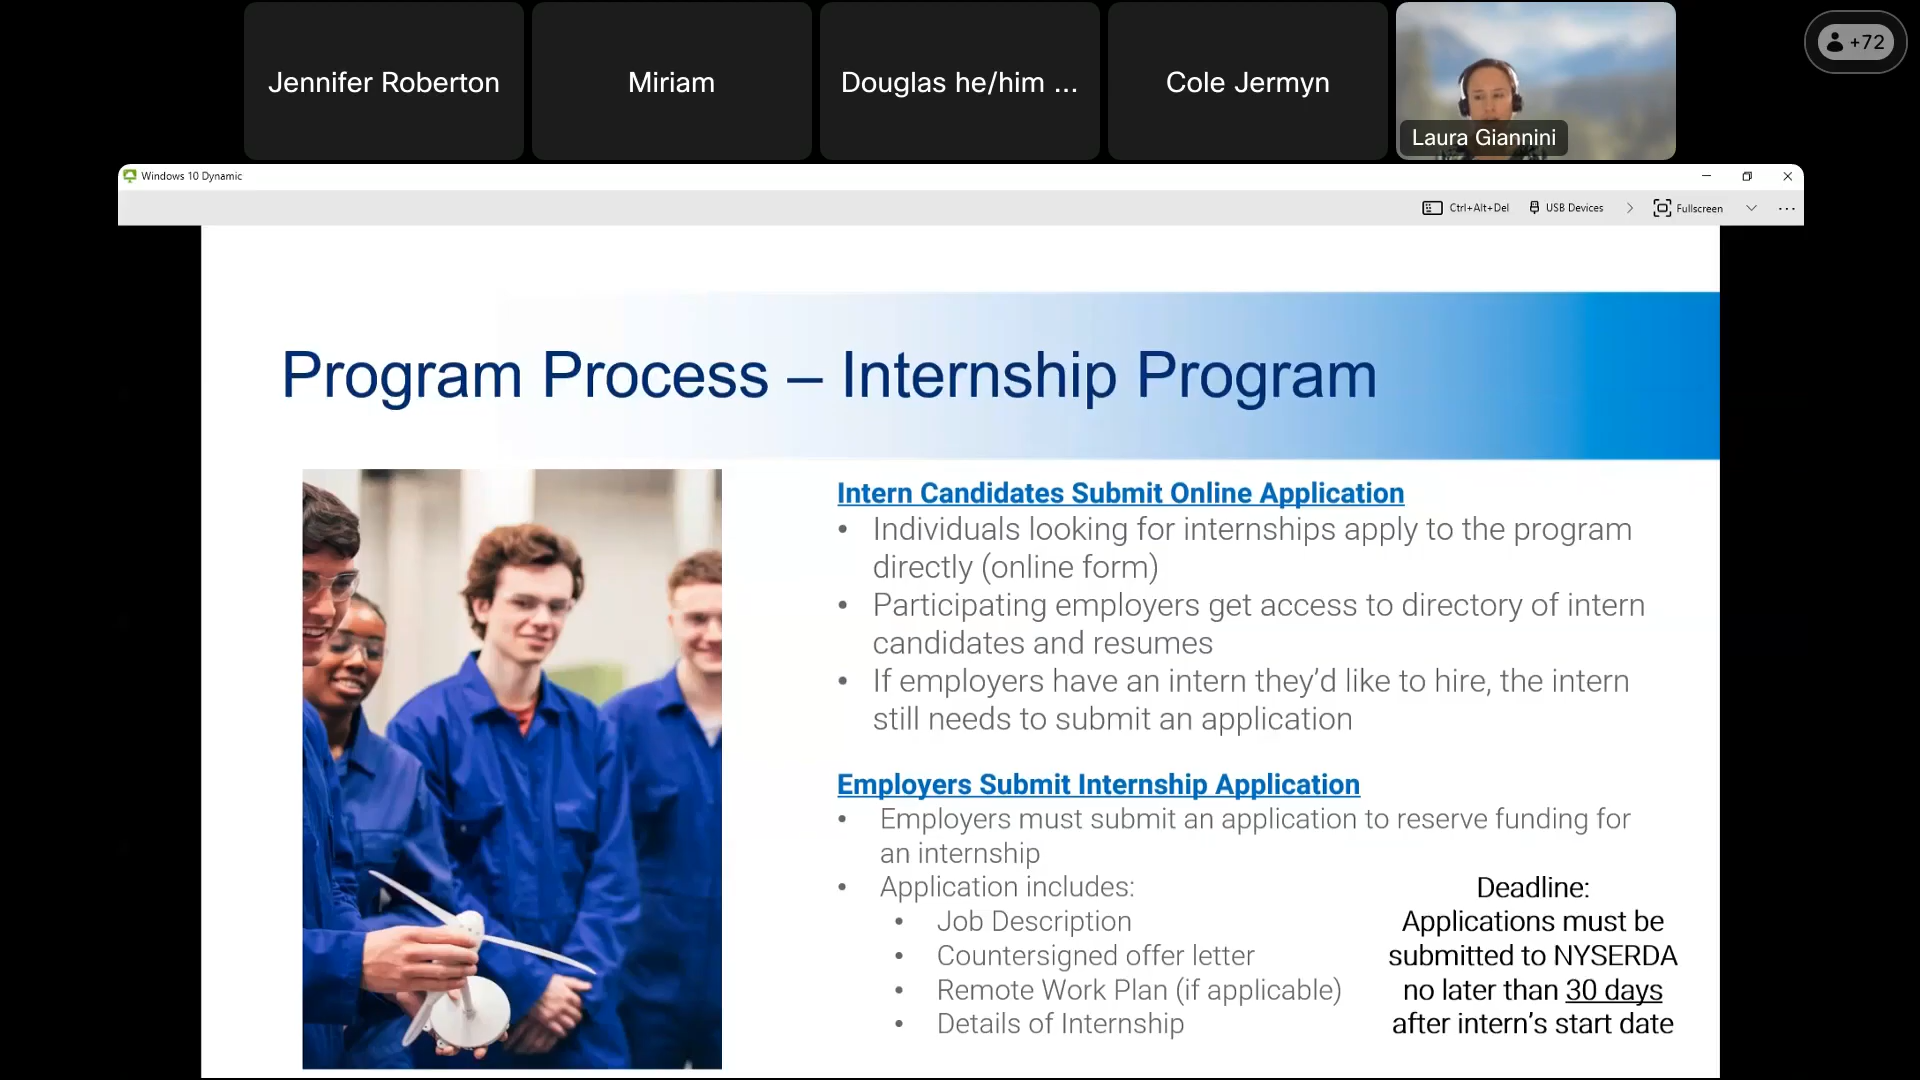 Jennifer Roberton
Miriam
Douglas he/him ...
Cole Jermyn
Laura Giannini
+72
Windows 10 Dynamic
Ctrl+Alt+Del
USB Devices
Fullscreen
Program Process – Internship Program
Intern Candidates Submit Online Application
• Individuals looking for internships apply to the program
directly (online form)
• Participating employers get access to directory of intern
candidates and resumes
• If employers have an intern they’d like to hire, the intern
still needs to submit an application
Employers Submit Internship Application
• Employers must submit an application to reserve funding for
an internship
• Application includes:
• Job Description
• Countersigned offer letter
• Remote Work Plan (if applicable)
• Details of Internship
Deadline:
Applications must be
submitted to NYSERDA
no later than 30 days
after intern’s start date